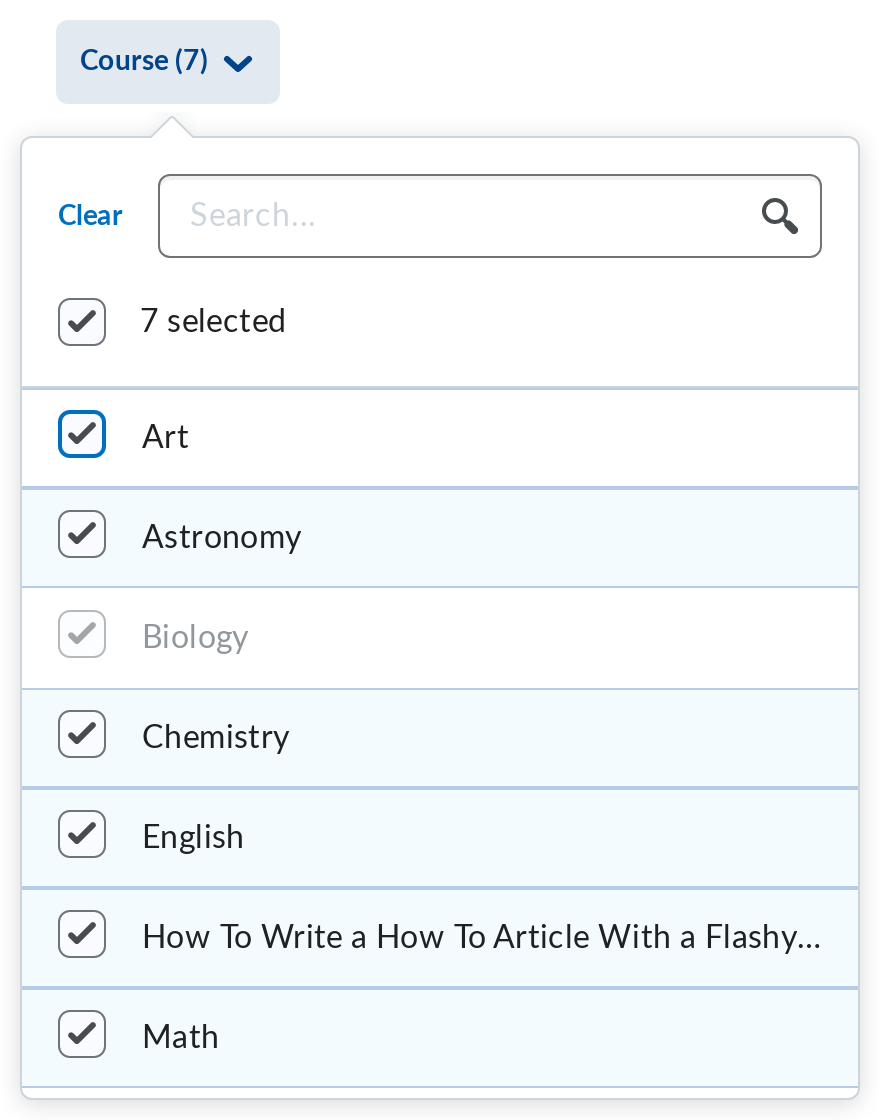 Course (7)
Clear
Search...
7 selected
Art
Astronomy
Biology
Chemistry
English
How To Write a How To Article With a Flashy...
Math